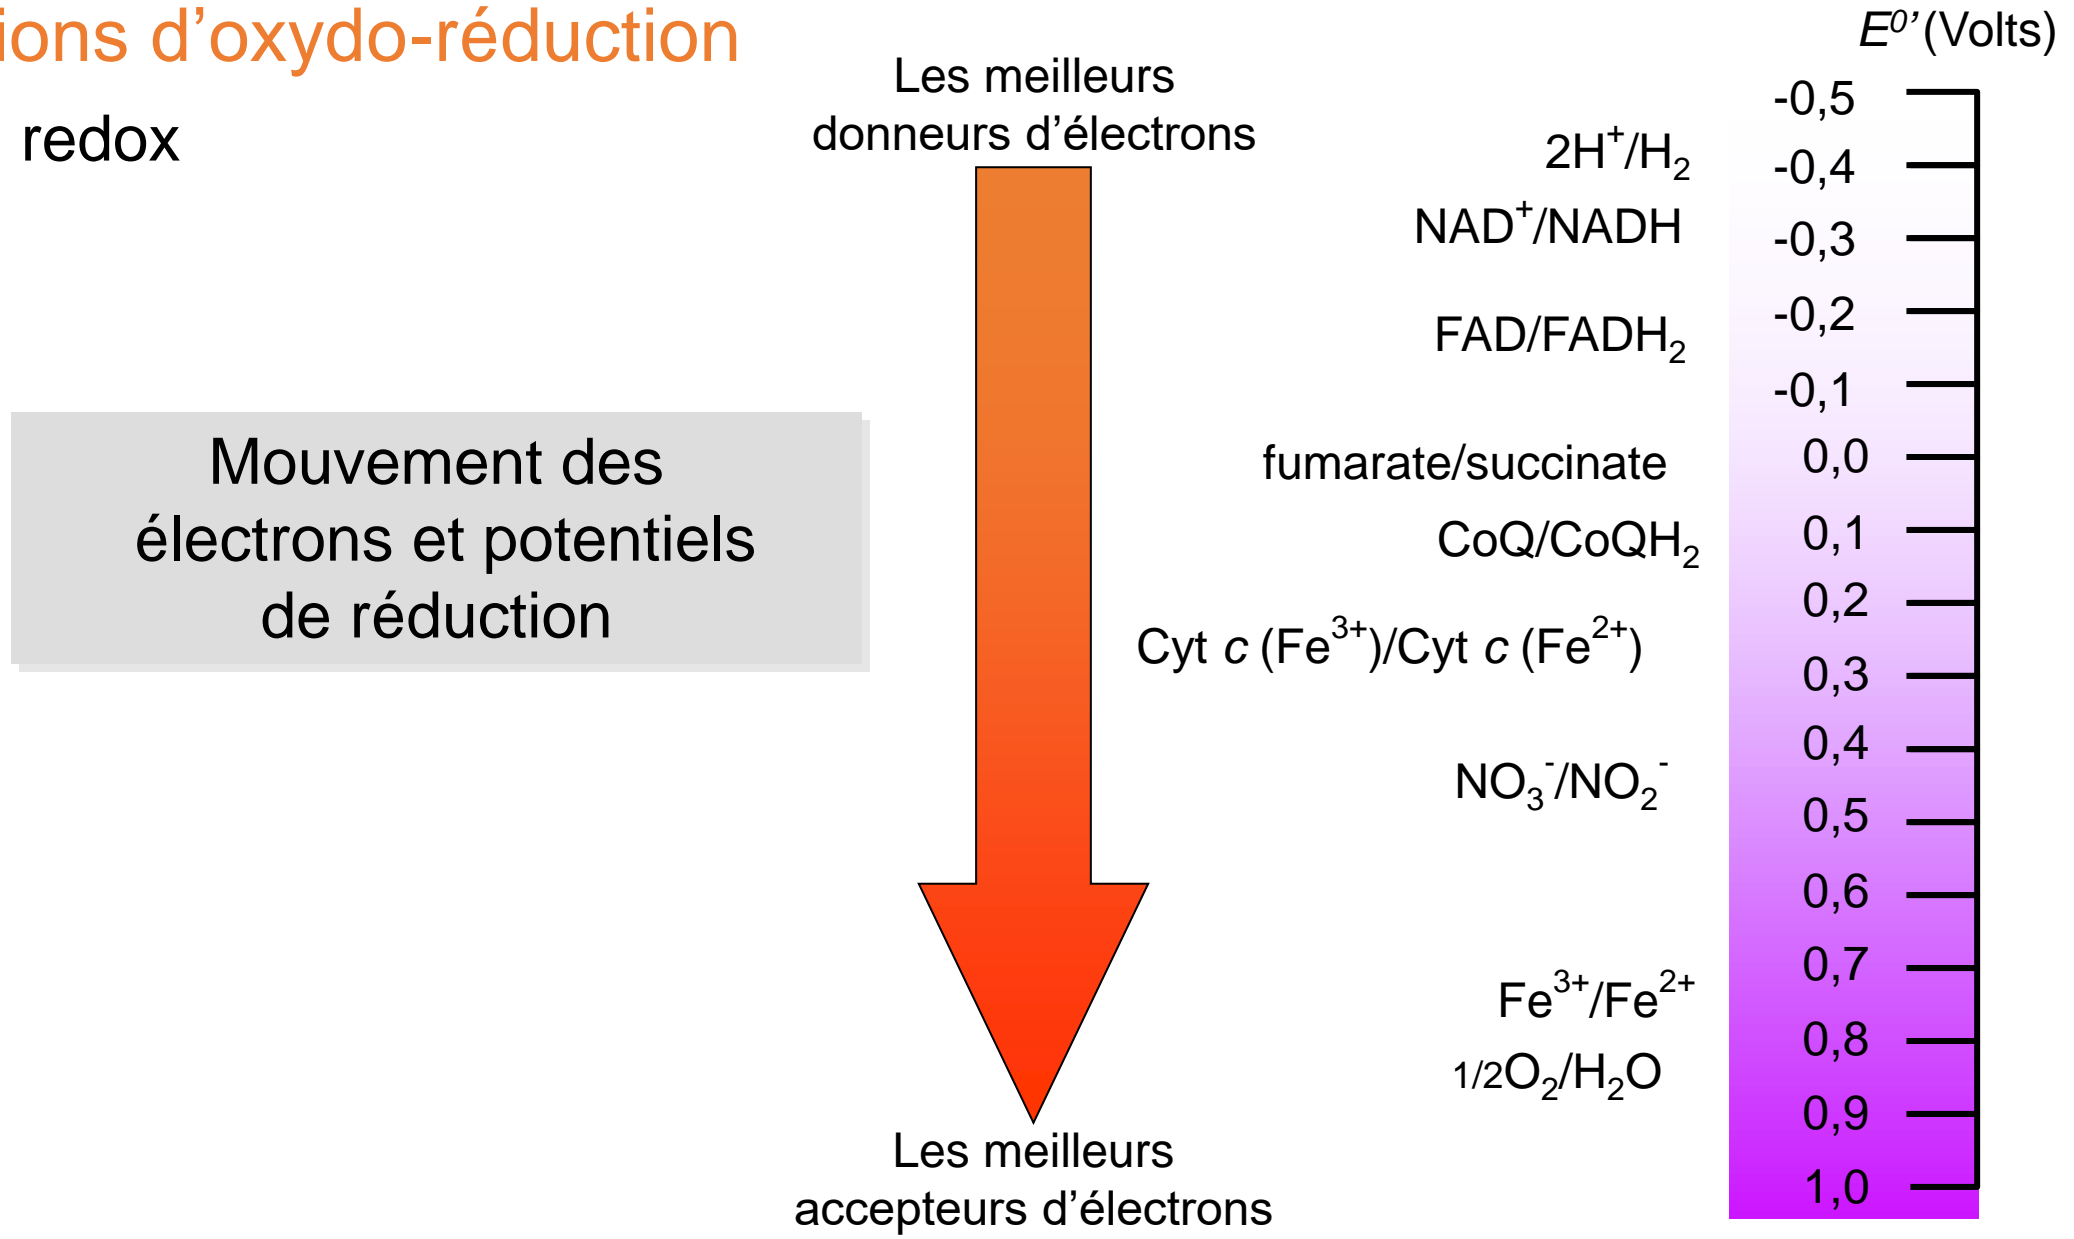 ions d’oxydo-réduction
redox
Mouvement des
électrons et potentiels
de réduction
Les meilleurs
donneurs d’électrons
Les meilleurs
accepteurs d’électrons
2H⁺/H₂
NAD⁺/NADH
FAD/FADH₂
fumarate/succinate
CoQ/CoQH₂
Cyt c (Fe³⁺)/Cyt c (Fe²⁺)
NO₃⁻/NO₂⁻
Fe³⁺/Fe²⁺
1/2O₂/H₂O
E⁰’ (Volts)
-0,5
-0,4
-0,3
-0,2
-0,1
0,0
0,1
0,2
0,3
0,4
0,5
0,6
0,7
0,8
0,9
1,0